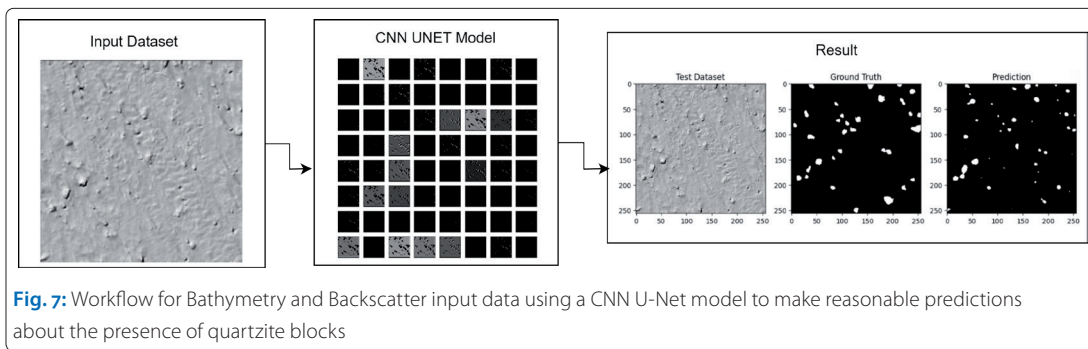 Input Dataset
CNN UNET Model
Result
Test Dataset
Ground Truth
Prediction
0
50
100
150
200
250
0 50 100 150 200 250
0
50
100
150
200
250
0 50 100 150 200 250
0
50
100
150
200
250
0 50 100 150 200 250
Fig. 7: Workflow for Bathymetry and Backscatter input data using a CNN U-Net model to make reasonable predictions
about the presence of quartzite blocks